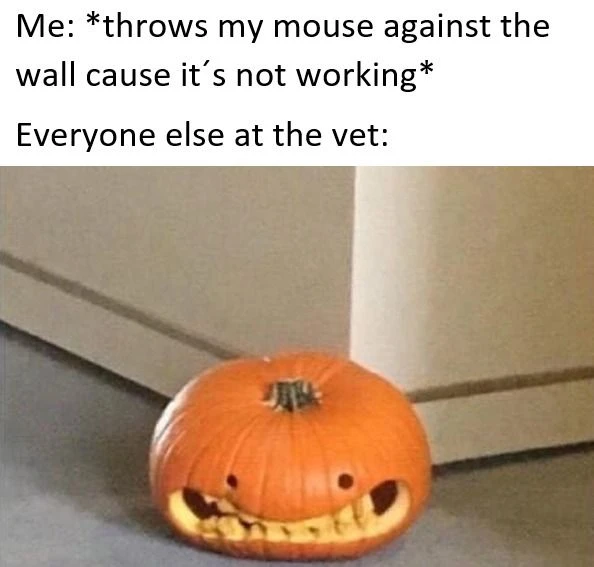 Me: *throws my mouse against the
wall cause it´s not working*
Everyone else at the vet: